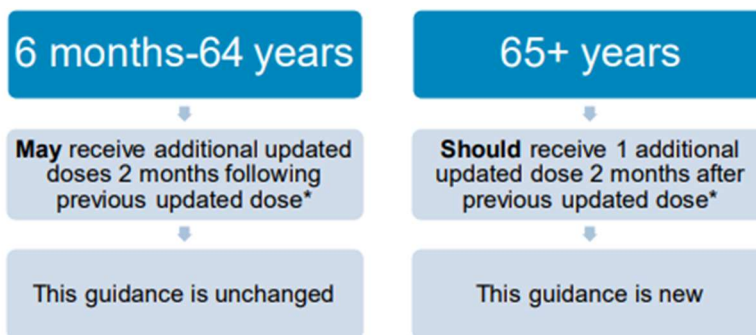 6 months-64 years
May receive additional updated
doses 2 months following
previous updated dose*
This guidance is unchanged
65+ years
Should receive 1 additional
updated dose 2 months after
previous updated dose*
This guidance is new